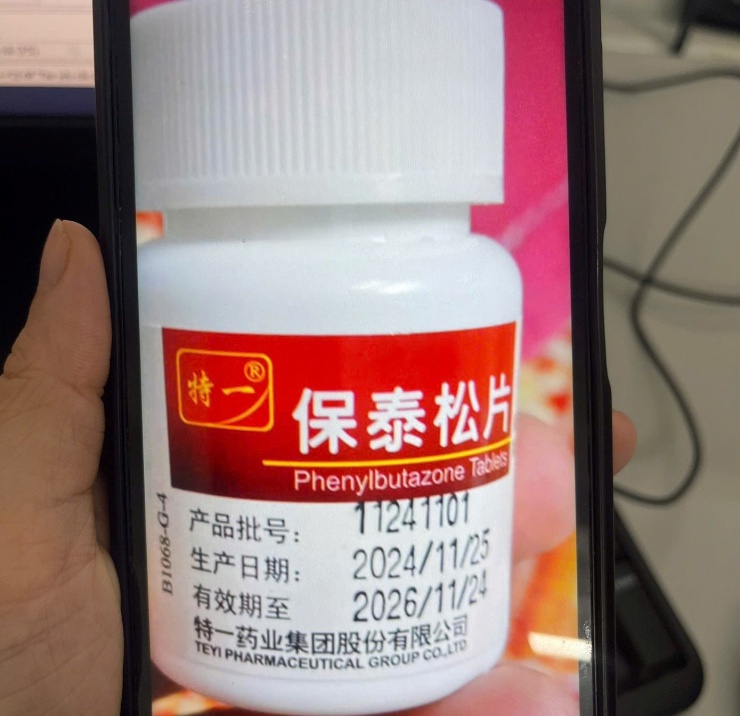 特一®
保泰松片
Phenylbutazone Tablets
B1068-G-4
产品批号： 11241101
生产日期： 2024/11/25
有效期至 2026/11/24
特一药业集团股份有限公司
TEYI PHARMACEUTICAL GROUP CO.,LTD